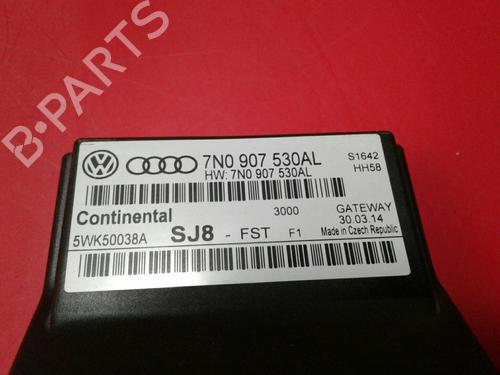 7N0 907 530AL
S1642
HW: 7N0 907 530AL
HH58
Continental
3000
GATEWAY
30.03.14
5WK50038A
SJ8 - FST F1
Made in Czech Republic
B-PARTS